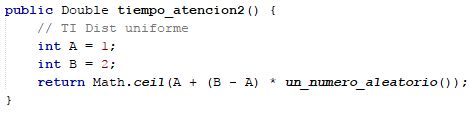 public Double tiempo_atencion2() {
// TI Dist uniforme
int A = 1;
int B = 2;
return Math.ceil(A + (B - A) * un_numero_aleatorio());
}